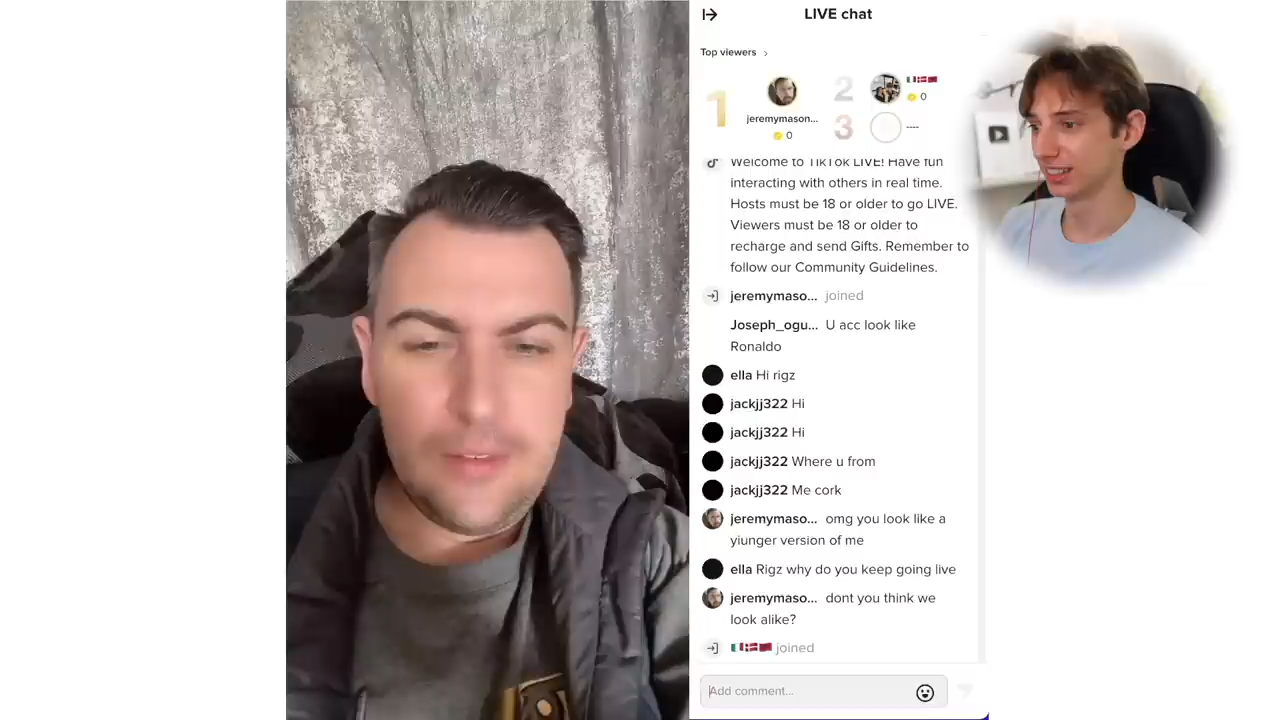 LIVE chat
Top viewers >
1
jeremymason...
0
2
0
3
----
Welcome to TikTok LIVE! Have fun
interacting with others in real time.
Hosts must be 18 or older to go LIVE.
Viewers must be 18 or older to
recharge and send Gifts. Remember to
follow our Community Guidelines.
jeremymaso... joined
Joseph_ogu... U acc look like
Ronaldo
ella Hi rigz
jackjj322 Hi
jackjj322 Hi
jackjj322 Where u from
jackjj322 Me cork
jeremymaso... omg you look like a
yiunger version of me
ella Rigz why do you keep going live
jeremymaso... dont you think we
look alike?
joined
Add comment...